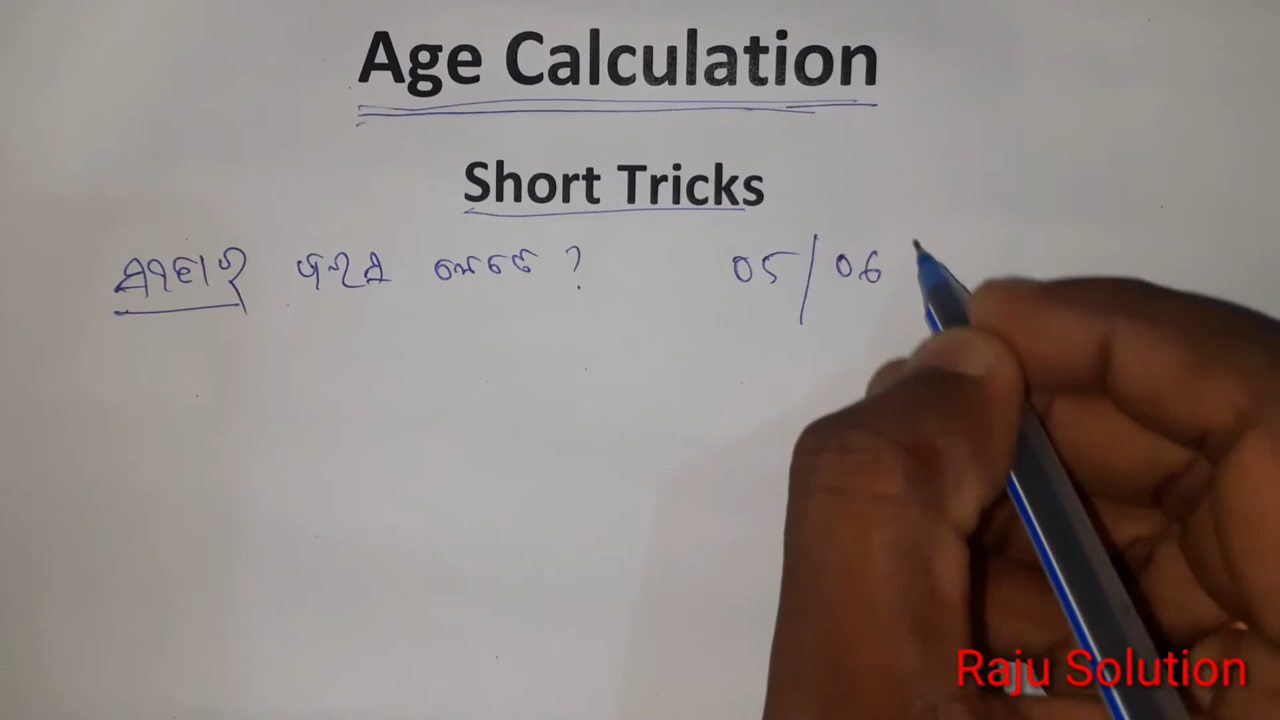 Age Calculation
Short Tricks
ବୟସ କେତେ ? 05/06
Raju Solution